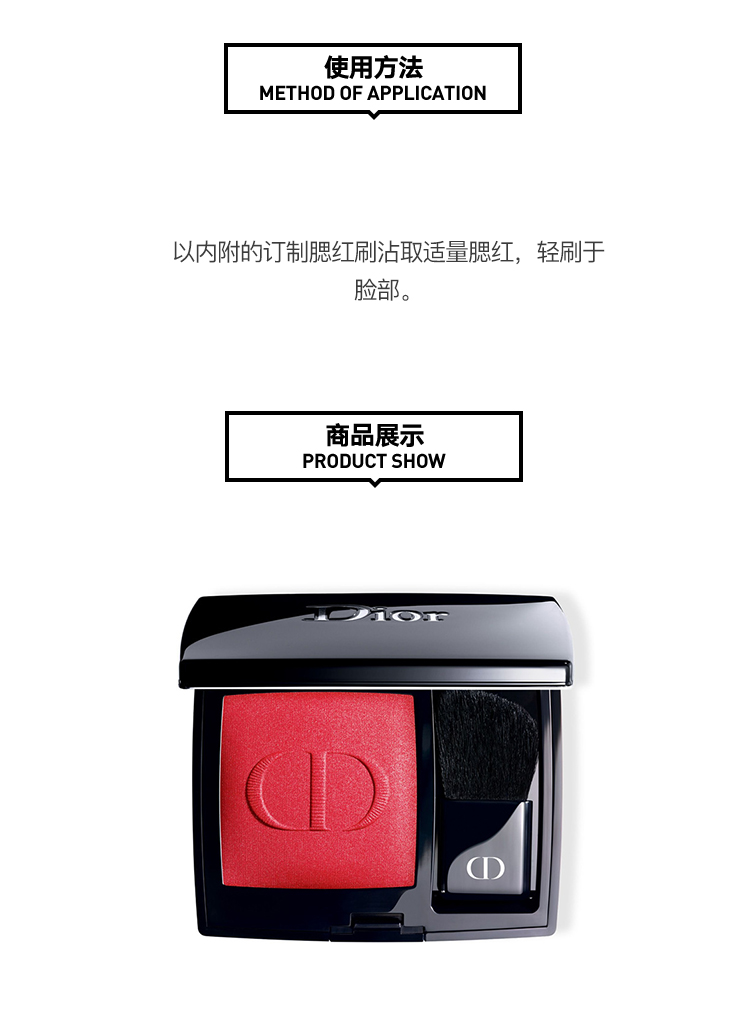 使用方法
METHOD OF APPLICATION
以内附的订制腮红刷沾取适量腮红，轻刷于
脸部。
商品展示
PRODUCT SHOW
Dior
CD
CD